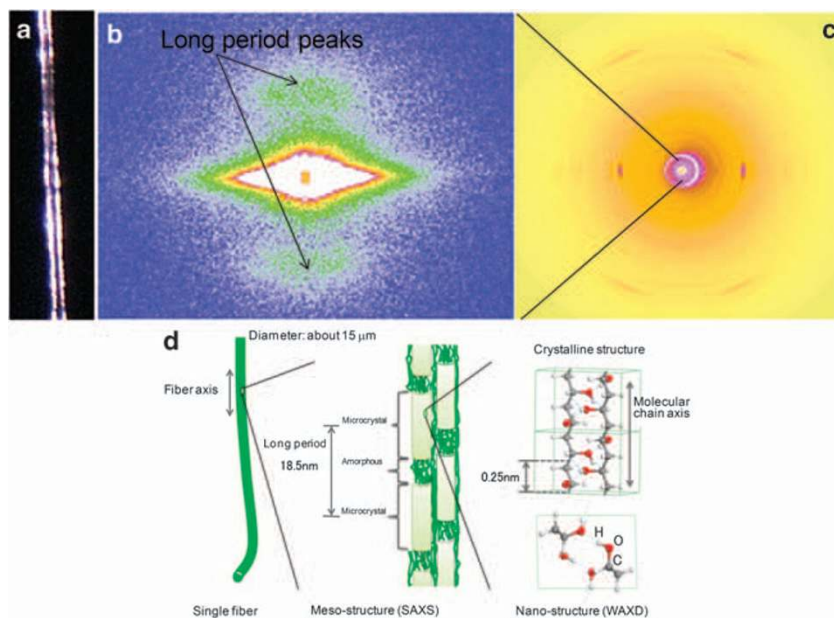 a
b
Long period peaks
c
d
Diameter: about 15 μm
Fiber axis
Long period
18.5nm
Microcrystal
Amorphous
Microcrystal
Crystalline structure
Molecular
chain axis
0.25nm
H
O
C
Single fiber
Meso-structure (SAXS)
Nano-structure (WAXD)